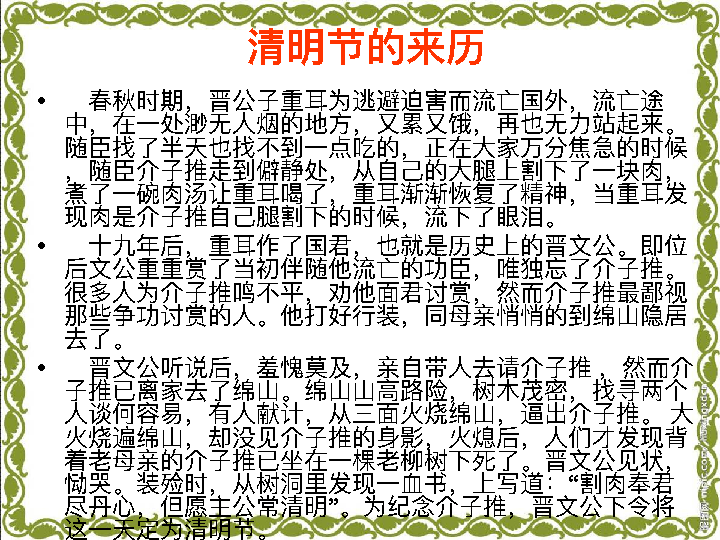 清明节的来历
• 春秋时期，晋公子重耳为逃避迫害而流亡国外，流亡途
中，在一处渺无人烟的地方，又累又饿，再也无力站起来。
随臣找了半天也找不到一点吃的，正在大家万分焦急的时候
，随臣介子推走到僻静处，从自己的大腿上割下了一块肉，
煮了一碗肉汤让重耳喝了，重耳渐渐恢复了精神，当重耳发
现肉是介子推自己腿割下的时候，流下了眼泪。
• 十九年后，重耳作了国君，也就是历史上的晋文公。即位
后文公重重赏了当初伴随他流亡的功臣，唯独忘了介子推。
很多人为介子推鸣不平，劝他面君讨赏，然而介子推最鄙视
那些争功讨赏的人。他打好行装，同母亲悄悄的到绵山隐居
去了。
• 晋文公听说后，羞愧莫及，亲自带人去请介子推 ，然而介
子推已离家去了绵山。绵山山高路险，树木茂密，找寻两个
人谈何容易，有人献计，从三面火烧绵山，逼出介子推。 大
火烧遍绵山，却没见介子推的身影，火熄后，人们才发现背
着老母亲的介子推已坐在一棵老柳树下死了。晋文公见状，
恸哭。装殓时，从树洞里发现一血书，上写道：“割肉奉君
尽丹心，但愿主公常清明”。为纪念介子推，晋文公下令将
这一天定为清明节。